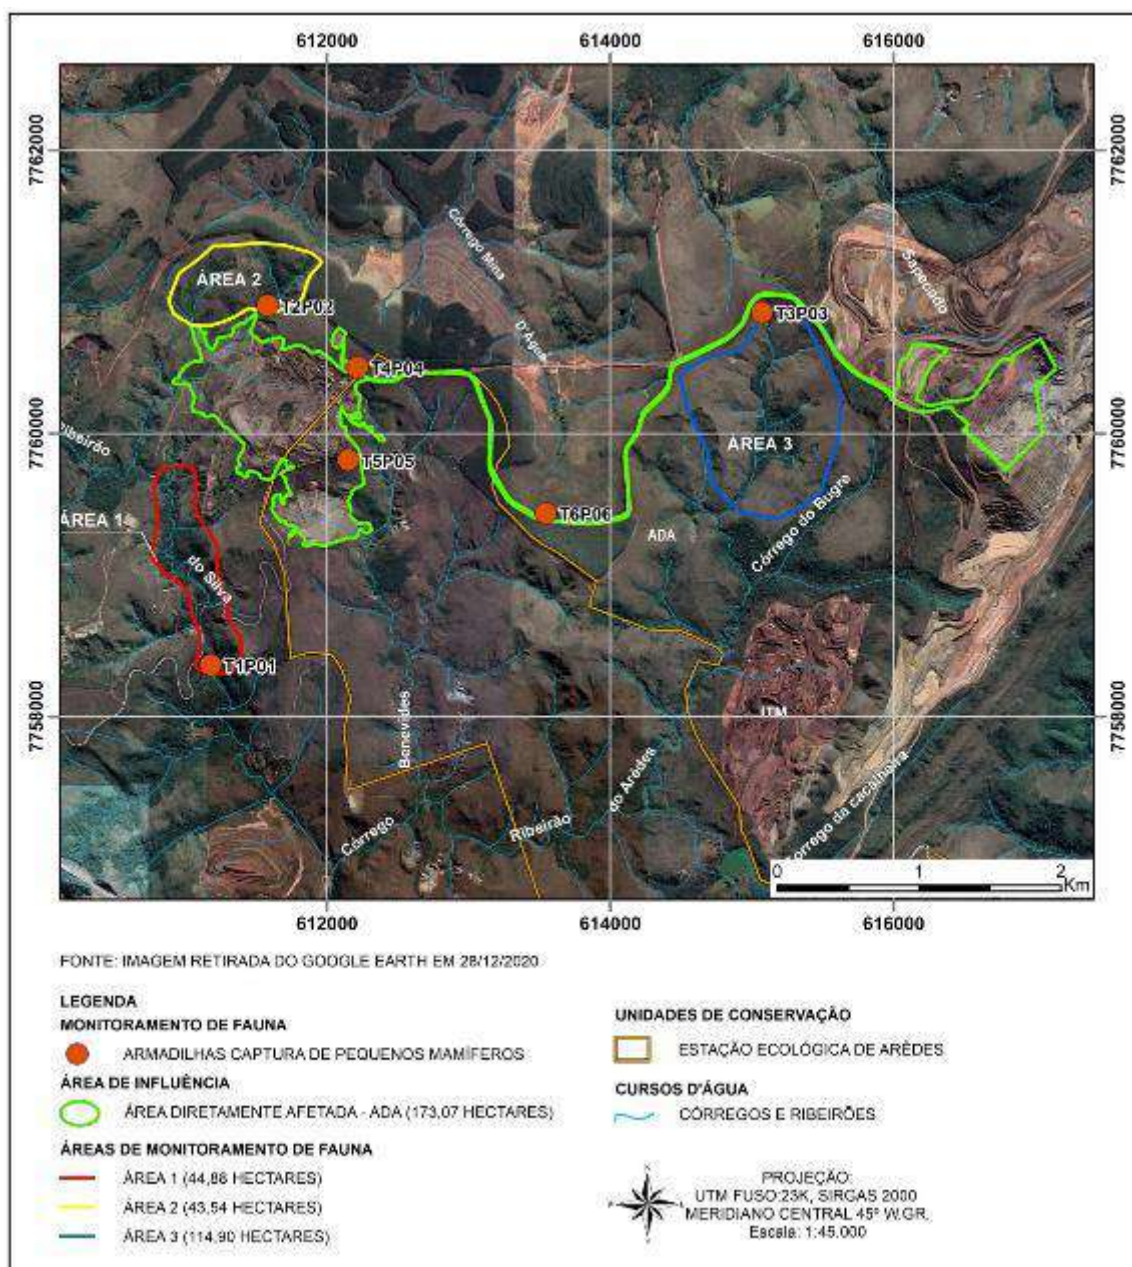 612000 614000 616000
7762000 7762000
Córrego Mina
Sapecado
ÁREA 2
T2P02
D'Água
T3P03
T4P04
7760000 7760000
Ribeirão
ÁREA 3
T5P05
ÁREA 1
T6P06
ADA
Córrego do Bugre
do Silva
T1P01
7758000 7758000
UTM
Benevides
do Arêdes
Córrego
Ribeirão
Córrego da cacalheira
0 1 2
Km
612000 614000 616000
FONTE: IMAGEM RETIRADA DO GOOGLE EARTH EM 28/12/2020
LEGENDA
MONITORAMENTO DE FAUNA
ARMADILHAS CAPTURA DE PEQUENOS MAMÍFEROS
ÁREA DE INFLUÊNCIA
ÁREA DIRETAMENTE AFETADA - ADA (173,07 HECTARES)
ÁREAS DE MONITORAMENTO DE FAUNA
ÁREA 1 (44,88 HECTARES)
ÁREA 2 (43,54 HECTARES)
ÁREA 3 (114,90 HECTARES)
UNIDADES DE CONSERVAÇÃO
ESTAÇÃO ECOLÓGICA DE ARÊDES
CURSOS D'ÁGUA
CÓRREGOS E RIBEIRÕES
PROJEÇÃO:
UTM FUSO:23K, SIRGAS 2000
MERIDIANO CENTRAL 45º W.GR.
Escala: 1:45.000